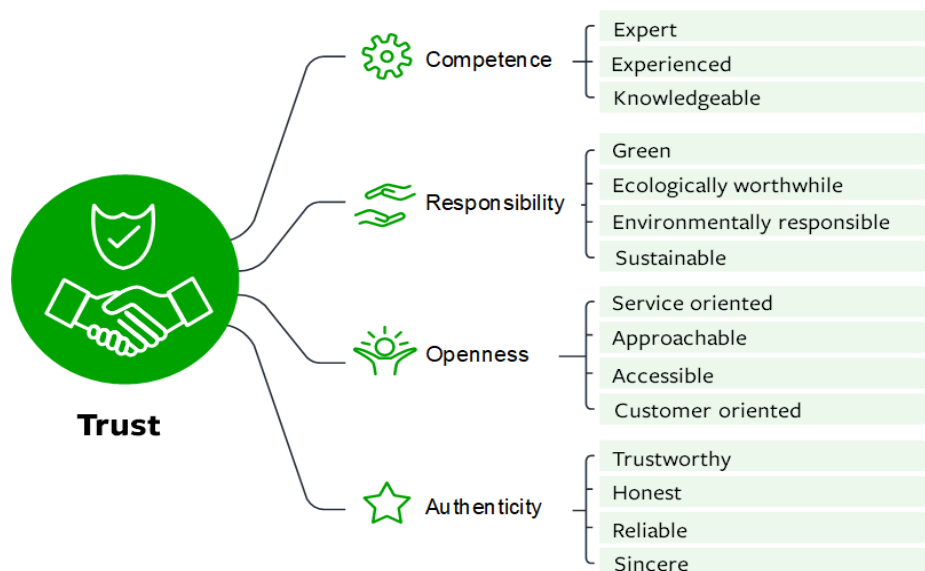 Trust
Competence
Expert
Experienced
Knowledgeable
Responsibility
Green
Ecologically worthwhile
Environmentally responsible
Sustainable
Openness
Service oriented
Approachable
Accessible
Customer oriented
Authenticity
Trustworthy
Honest
Reliable
Sincere